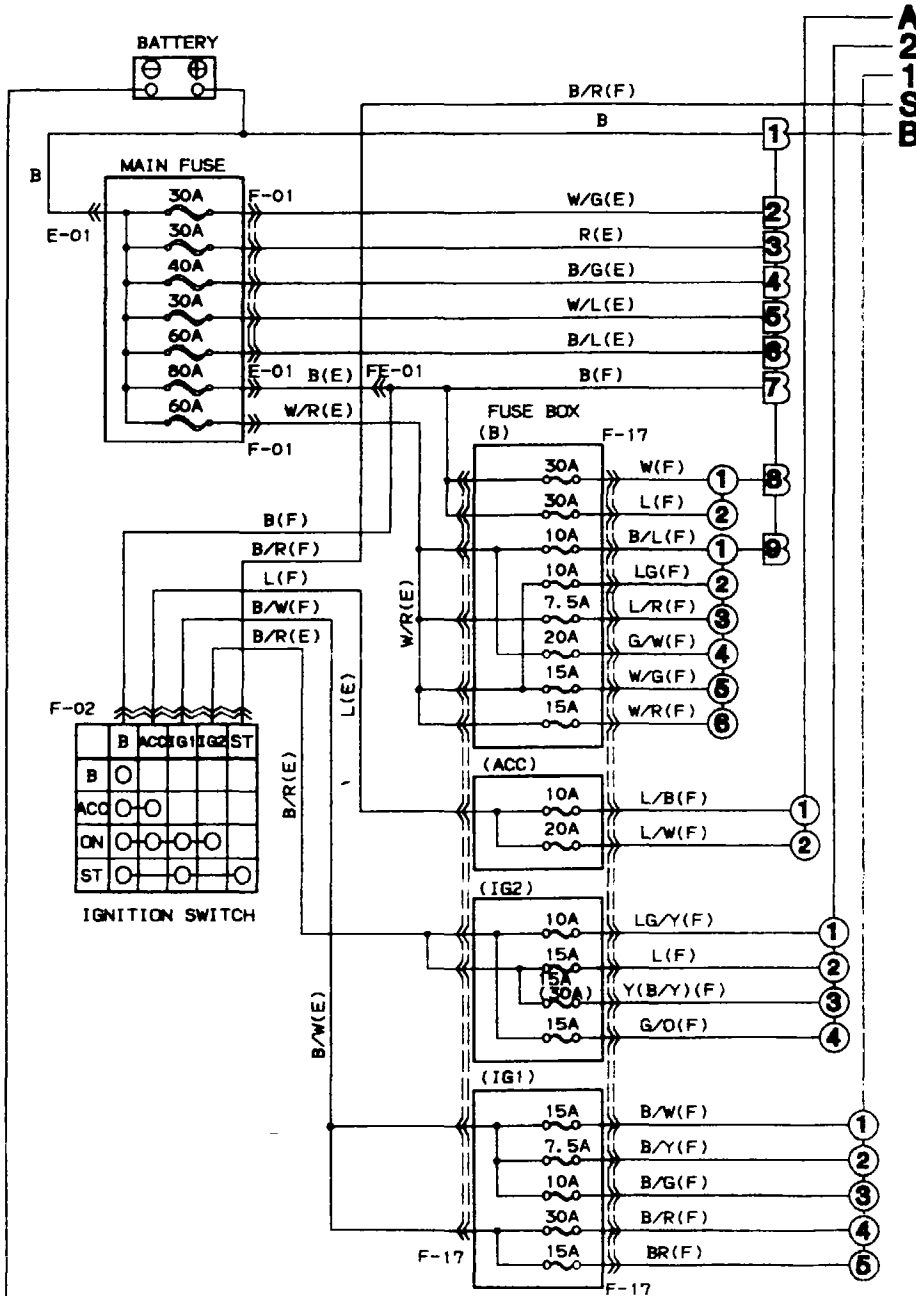 A
2
BATTERY
1
B/R(F)
S
B
1
B
B
MAIN FUSE
30A
F-01
W/G(E)
2
E-01
30A
R(E)
3
40A
B/G(E)
4
30A
W/L(E)
5
60A
B/L(E)
6
80A
E-01
B(E)
FE-01
B(F)
7
60A
W/R(E)
F-01
FUSE BOX
(B)
F-17
30A
W(F)
1
8
30A
L(F)
2
10A
B/L(F)
1
9
10A
LG(F)
2
7.5A
L/R(F)
3
20A
G/W(F)
4
15A
W/G(F)
5
15A
W/R(F)
6
B(F)
B/R(F)
L(F)
B/W(F)
B/R(E)
W/R(E)
L(E)
B/R(E)
B/W(E)
F-02
B ACC IG1 IG2 ST
B
ACC
ON
ST
IGNITION SWITCH
(ACC)
10A
L/B(F)
1
20A
L/W(F)
2
(IG2)
10A
LG/Y(F)
1
15A
L(F)
2
15A
(30A)
Y(B/Y)(F)
3
15A
G/O(F)
4
(IG1)
15A
B/W(F)
1
7.5A
B/Y(F)
2
10A
B/G(F)
3
30A
B/R(F)
4
15A
BR(F)
5
F-17
F-17